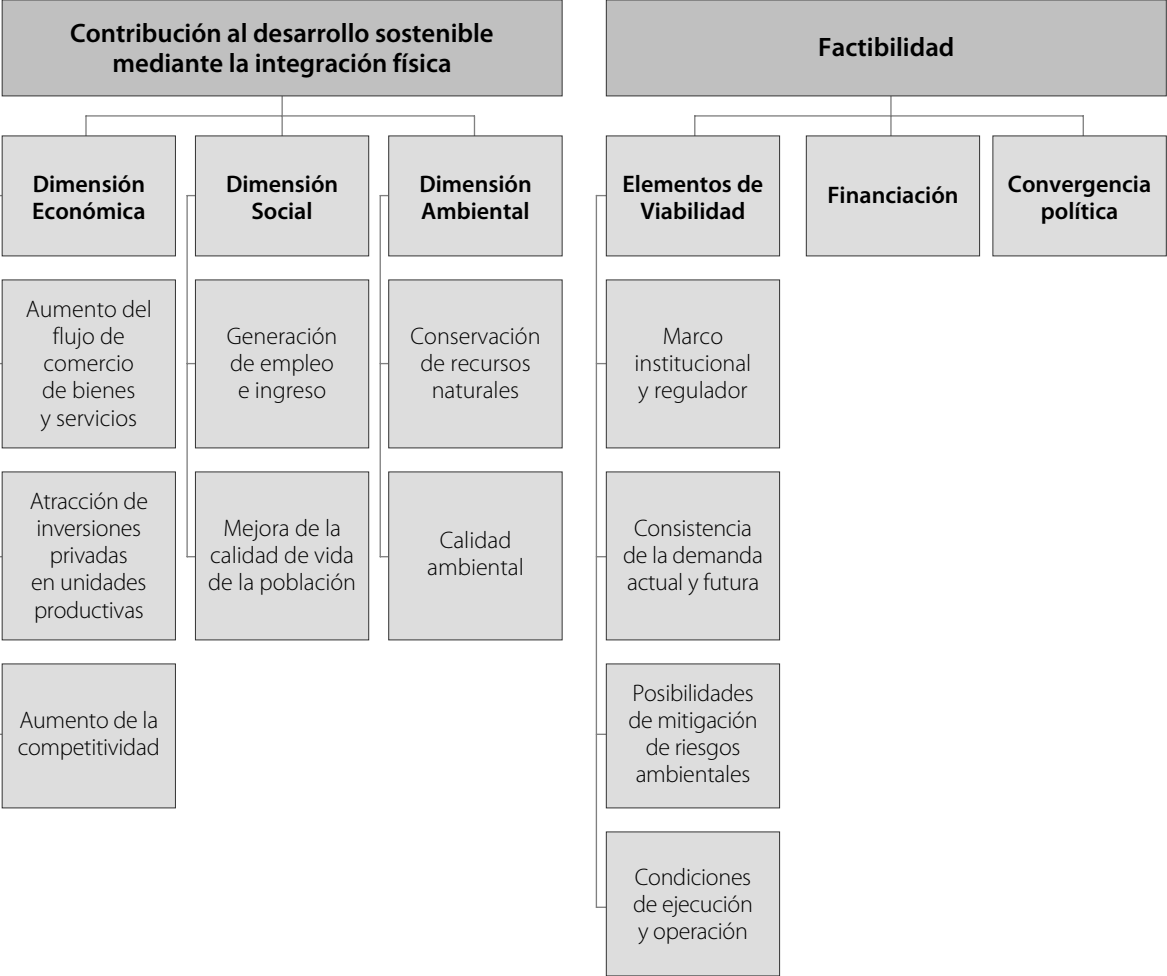 Contribución al desarrollo sostenible
mediante la integración física
Dimensión
Económica
Aumento del
flujo de
comercio
de bienes
y servicios
Atracción de
inversiones
privadas
en unidades
productivas
Aumento de la
competitividad
Dimensión
Social
Generación
de empleo
e ingreso
Mejora de la
calidad de vida
de la población
Dimensión
Ambiental
Conservación
de recursos
naturales
Calidad
ambiental
Factibilidad
Elementos de
Viabilidad
Marco
institucional
y regulador
Consistencia
de la demanda
actual y futura
Posibilidades
de mitigación
de riesgos
ambientales
Condiciones
de ejecución
y operación
Financiación
Convergencia
política